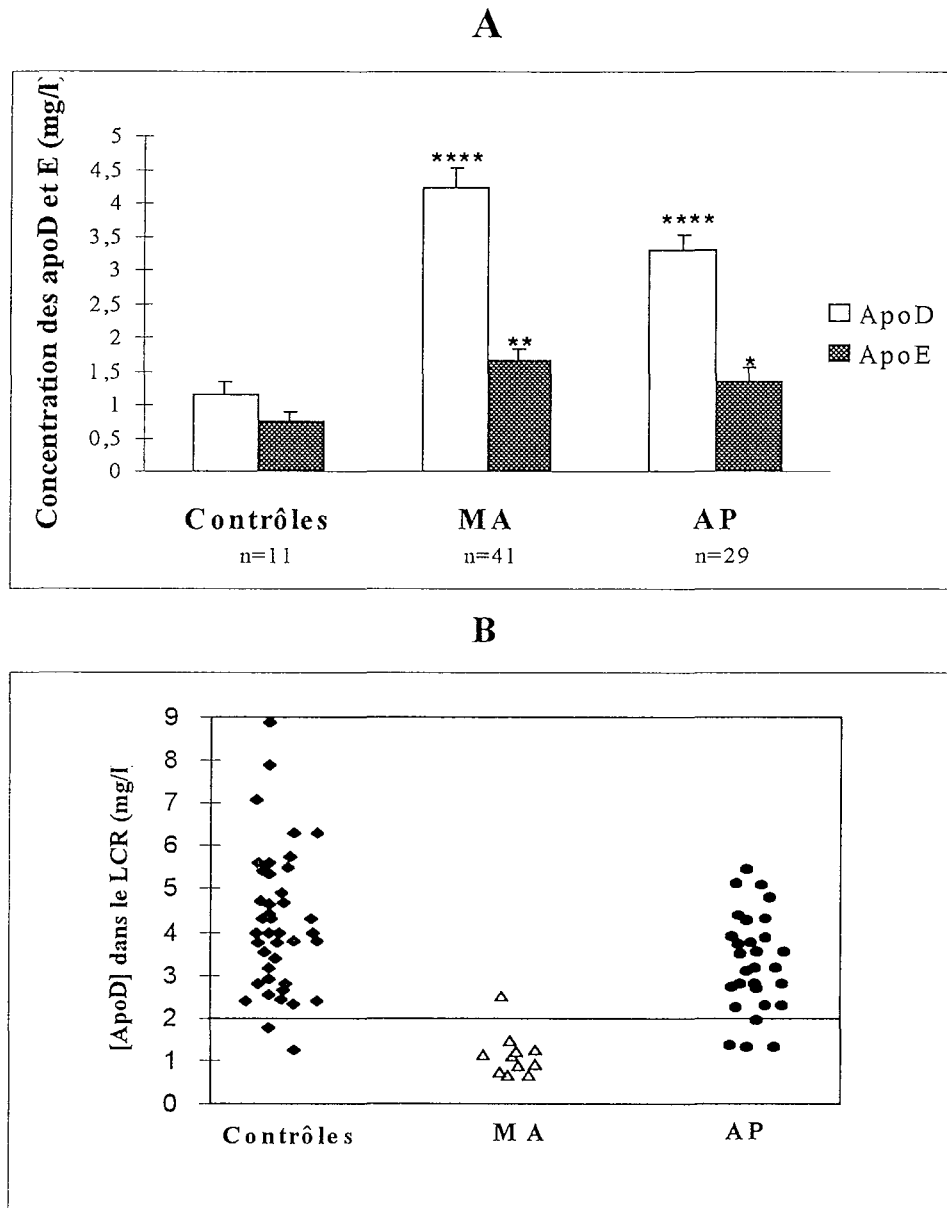 A
Concentration des apoD et E (mg/l)
5
4,5
4
3,5
3
2,5
2
1,5
1
0,5
0
****
**
****
*
ApoD
ApoE
Contrôles
MA
AP
n=11
n=41
n=29
B
[ApoD] dans le LCR (mg/l
9
8
7
6
5
4
3
2
1
0
Contrôles
MA
AP